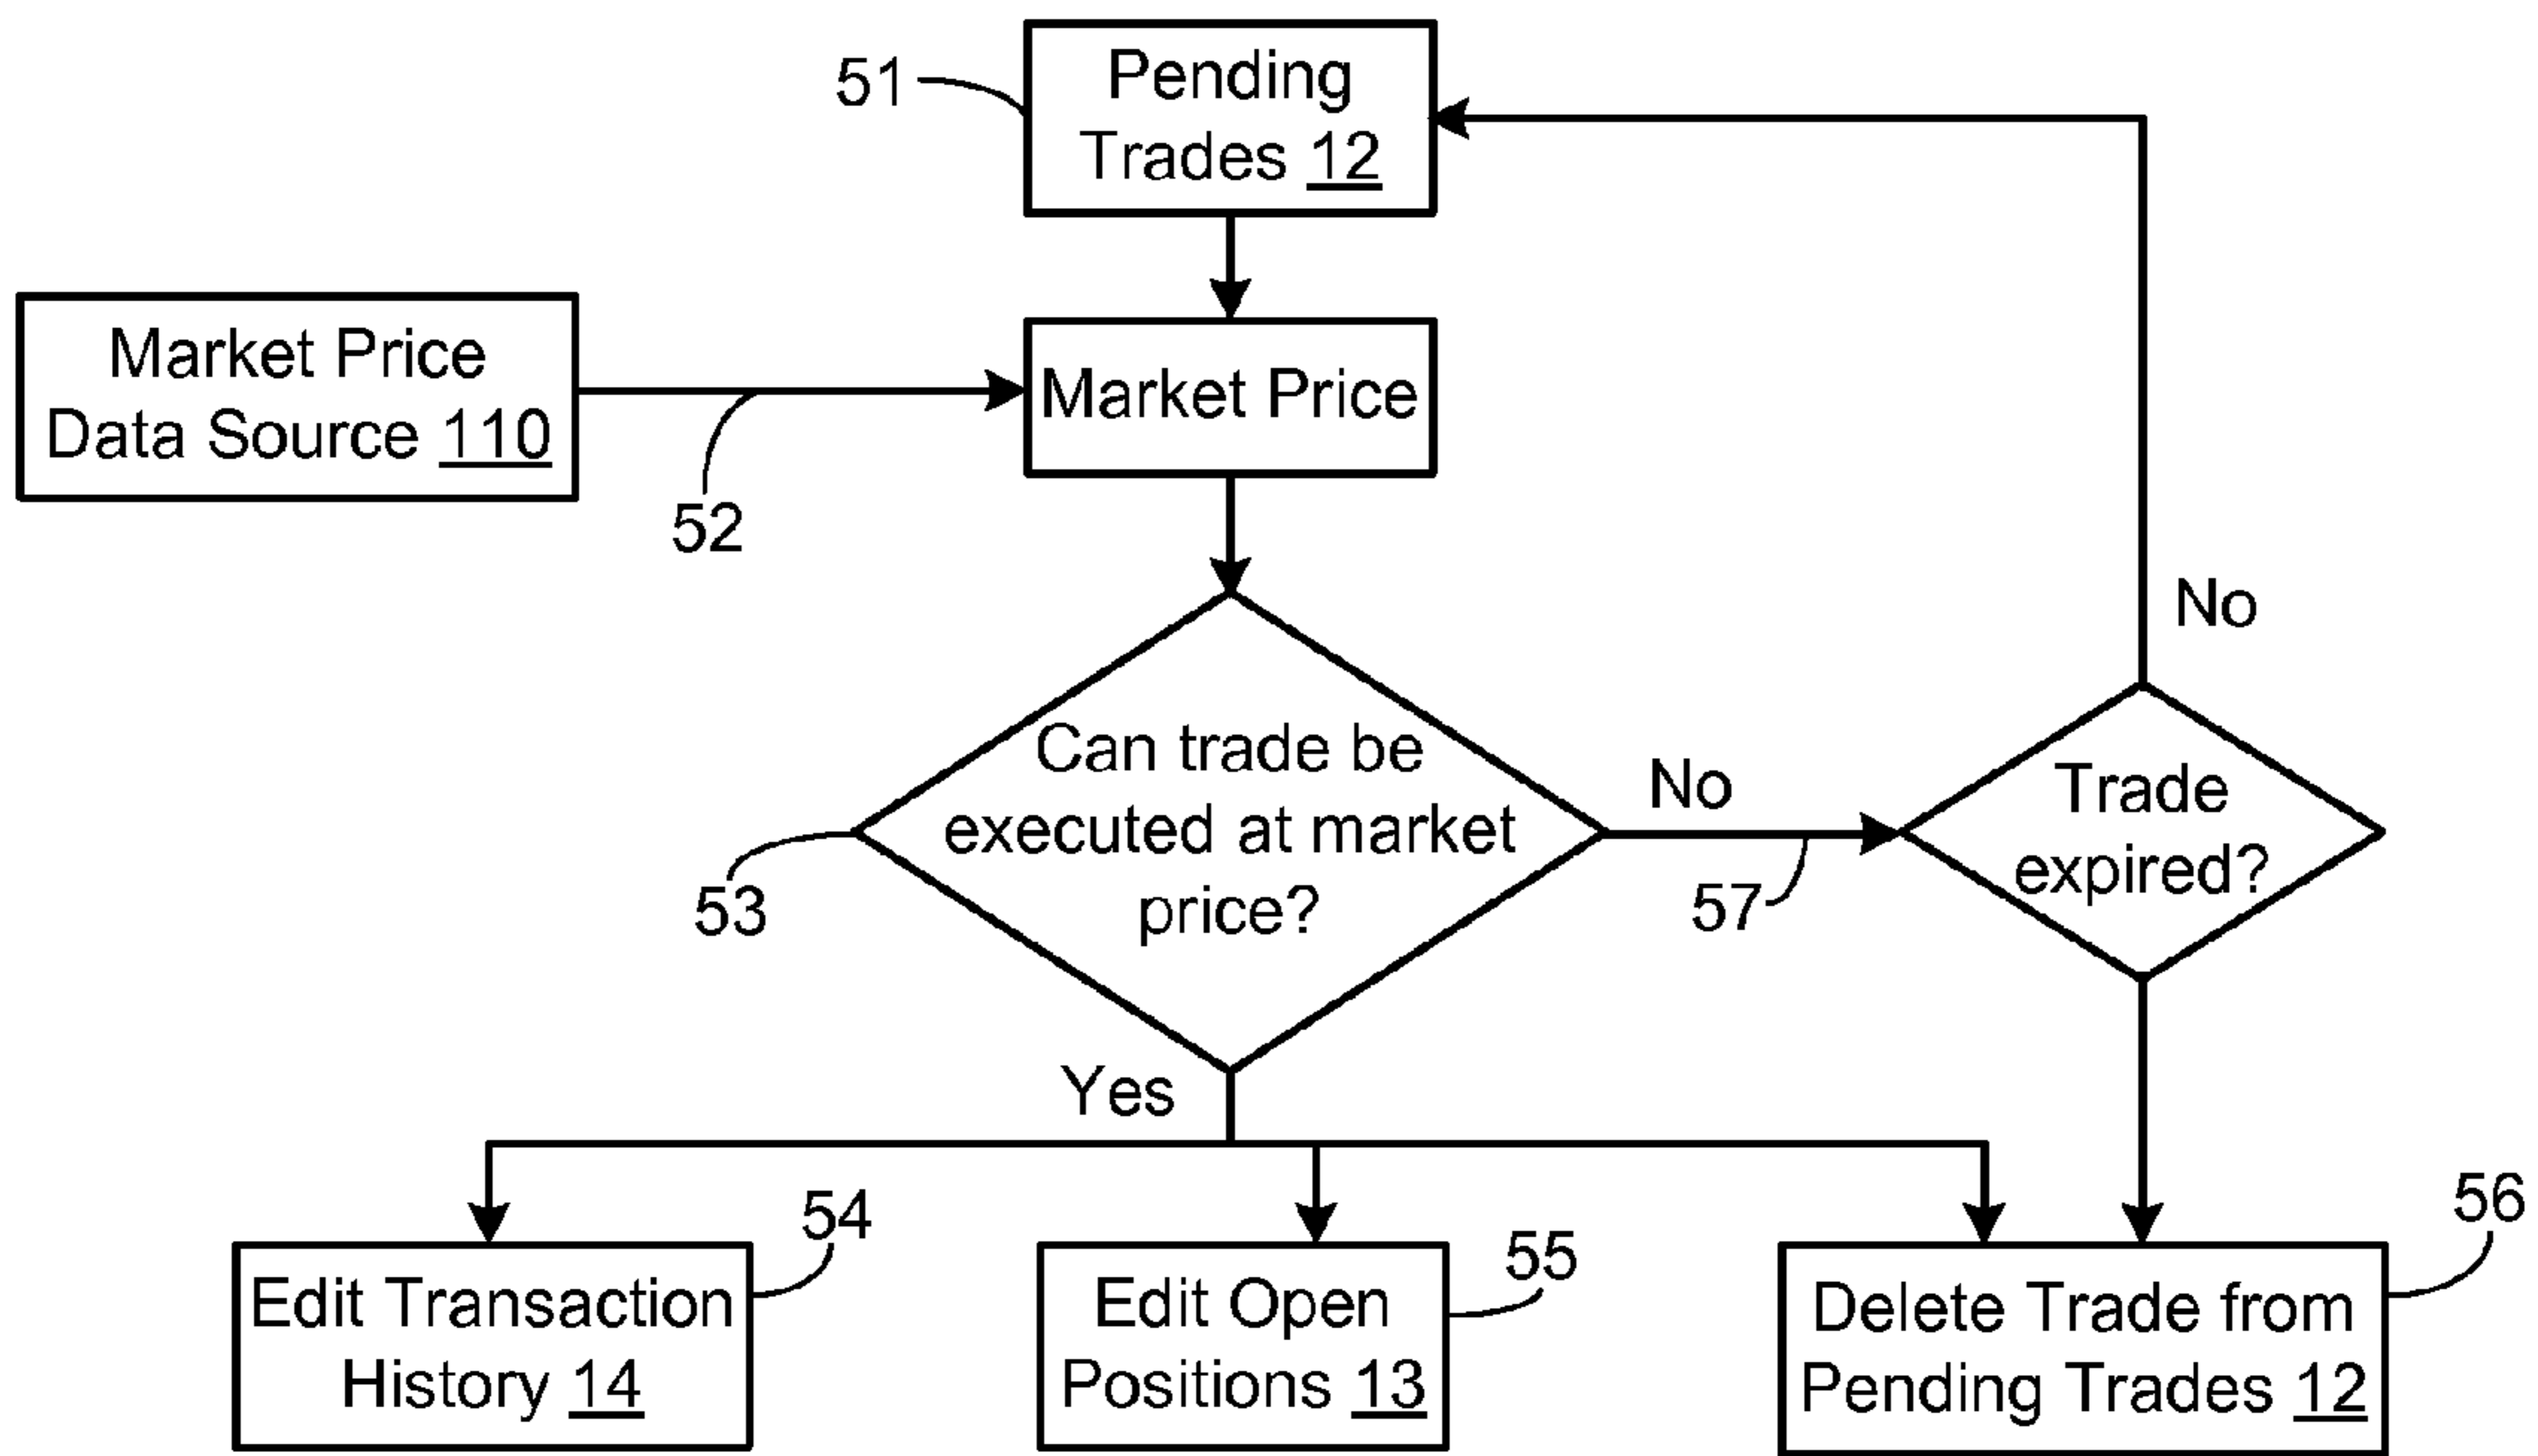 51
Pending
Trades 12
Market Price
Data Source 110
52
Market Price
No
53
Can trade be
executed at market
price?
No
57
Trade
expired?
Yes
54
Edit Transaction
History 14
55
Edit Open
Positions 13
56
Delete Trade from
Pending Trades 12